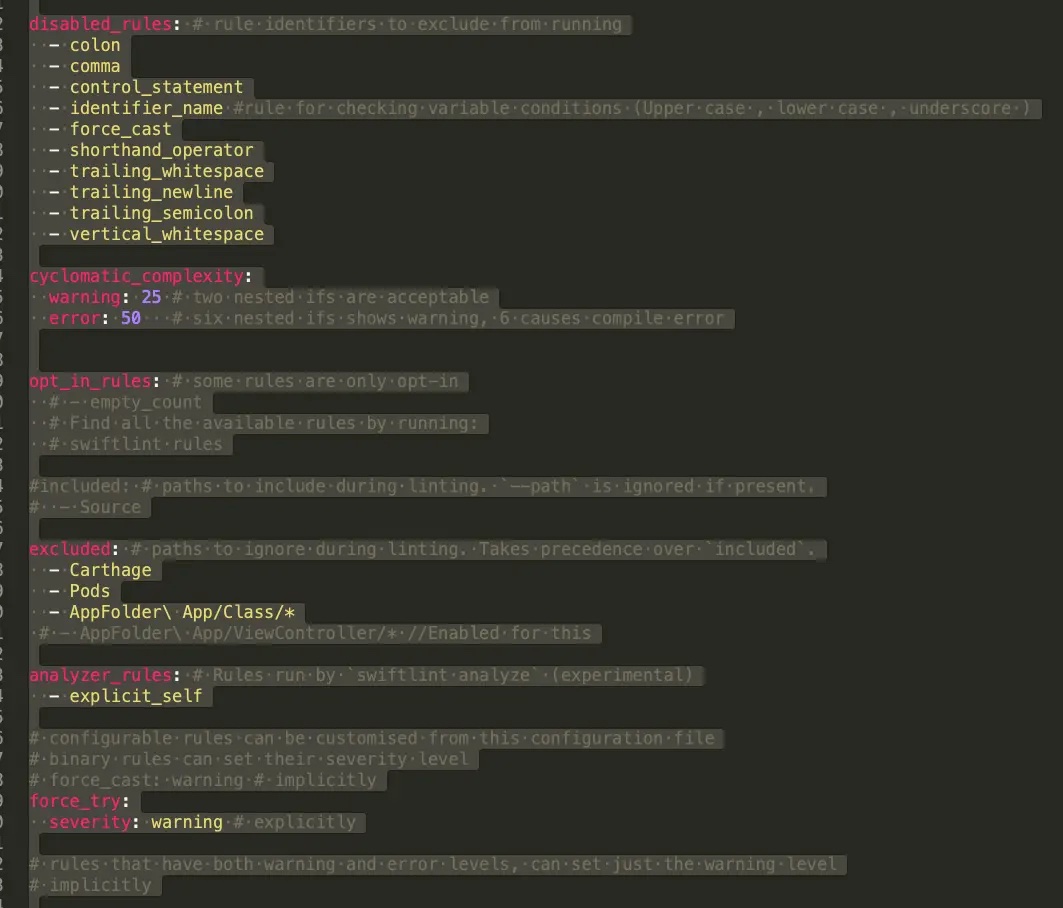 disabled_rules: # rule identifiers to exclude from running
  - colon
  - comma
  - control_statement
  - identifier_name #rule for checking variable conditions (Upper case , lower case , underscore )
  - force_cast
  - shorthand_operator
  - trailing_whitespace
  - trailing_newline
  - trailing_semicolon
  - vertical_whitespace
cyclomatic_complexity:
  warning: 25 # two nested ifs are acceptable
  error: 50   # six nested ifs shows warning, 6 causes compile error
opt_in_rules: # some rules are only opt-in
  # - empty_count
  # Find all the available rules by running:
  # swiftlint rules
#included: # paths to include during linting. `--path` is ignored if present.
#  - Source
excluded: # paths to ignore during linting. Takes precedence over `included`.
  - Carthage
  - Pods
  - AppFolder\ App/Class/*
 # - AppFolder\ App/ViewController/* //Enabled for this
analyzer_rules: # Rules run by `swiftlint analyze` (experimental)
  - explicit_self
# configurable rules can be customised from this configuration file
# binary rules can set their severity level
# force_cast: warning # implicitly
force_try:
  severity: warning # explicitly
# rules that have both warning and error levels, can set just the warning level
# implicitly